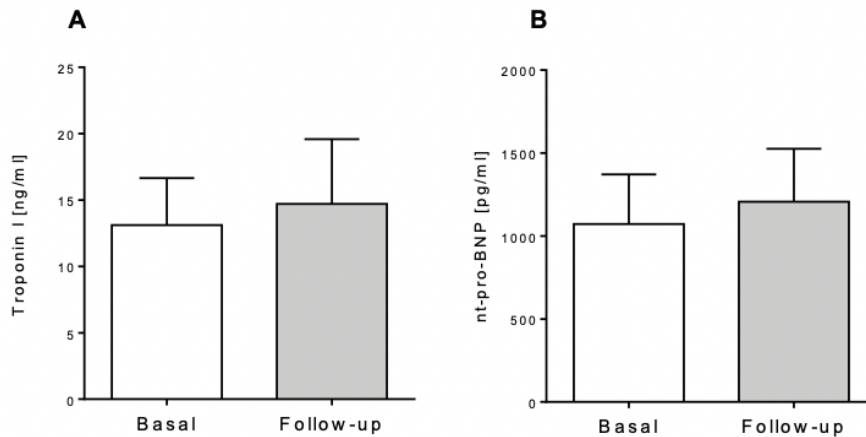 A
Troponin I [ng/ml]
25
20
15
10
5
0
Basal
Follow-up
B
nt-pro-BNP [pg/ml]
2000
1500
1000
500
0
Basal
Follow-up